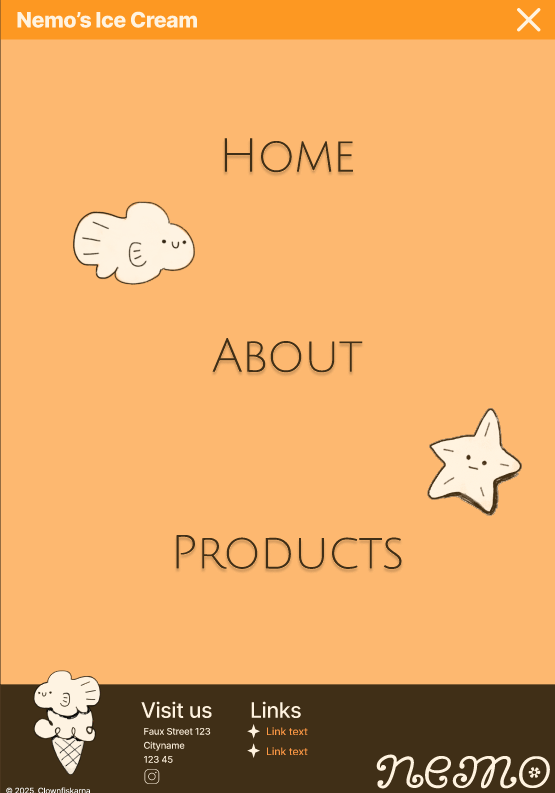 Nemo’s Ice Cream
Home
About
Products
Visit us
Faux Street 123
Cityname
123 45
Links
Link text
Link text
nemo
© 2025, Clownfiskarna